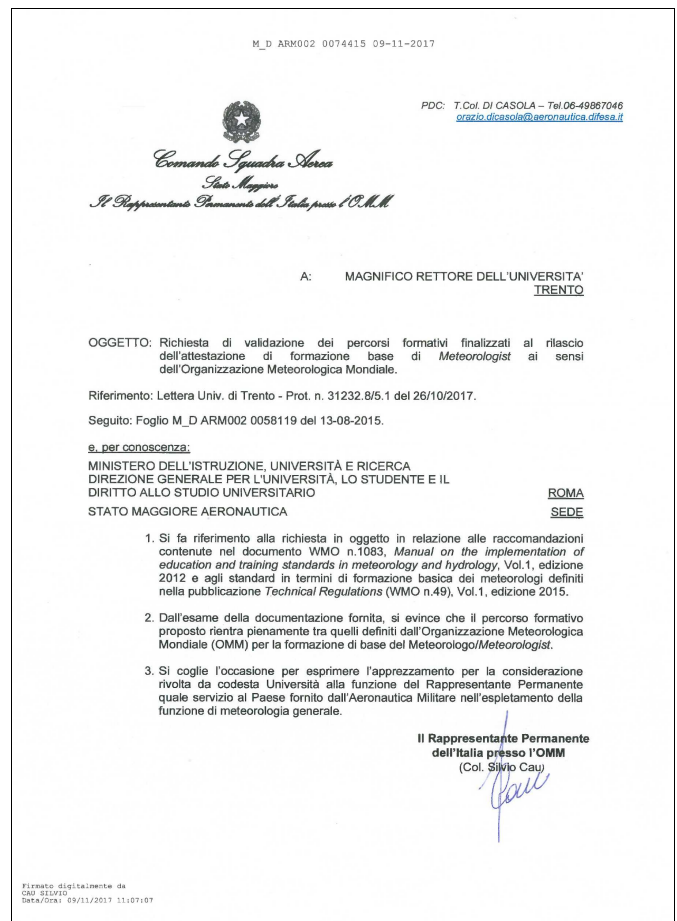 M_D ARM002 0074415 09-11-2017
PDC: T.Col. DI CASOLA – Tel.06-49867046
orazio.dicasola@aeronautica.difesa.it
Comando Squadra Aerea
Stato Maggiore
Il Rappresentante Permanente dell'Italia presso l'OMM
A: MAGNIFICO RETTORE DELL'UNIVERSITA'
TRENTO
OGGETTO: Richiesta di validazione dei percorsi formativi finalizzati al rilascio
dell'attestazione di formazione base di Meteorologist ai sensi
dell'Organizzazione Meteorologica Mondiale.
Riferimento: Lettera Univ. di Trento - Prot. n. 31232.8/5.1 del 26/10/2017.
Seguito: Foglio M_D ARM002 0058119 del 13-08-2015.
e, per conoscenza:
MINISTERO DELL'ISTRUZIONE, UNIVERSITÀ E RICERCA
DIREZIONE GENERALE PER L'UNIVERSITÀ, LO STUDENTE E IL
DIRITTO ALLO STUDIO UNIVERSITARIO ROMA
STATO MAGGIORE AERONAUTICA SEDE
1. Si fa riferimento alla richiesta in oggetto in relazione alle raccomandazioni
contenute nel documento WMO n.1083, Manual on the implementation of
education and training standards in meteorology and hydrology, Vol.1, edizione
2012 e agli standard in termini di formazione basica dei meteorologi definiti
nella pubblicazione Technical Regulations (WMO n.49), Vol.1, edizione 2015.
2. Dall'esame della documentazione fornita, si evince che il percorso formativo
proposto rientra pienamente tra quelli definiti dall'Organizzazione Meteorologica
Mondiale (OMM) per la formazione di base del Meteorologo/Meteorologist.
3. Si coglie l'occasione per esprimere l'apprezzamento per la considerazione
rivolta da codesta Università alla funzione del Rappresentante Permanente
quale servizio al Paese fornito dall'Aeronautica Militare nell'espletamento della
funzione di meteorologia generale.
Il Rappresentante Permanente
dell'Italia presso l'OMM
(Col. Silvio Cau)
Cau
Firmato digitalmente da
CAU SILVIO
Data/Ora: 09/11/2017 11:07:07